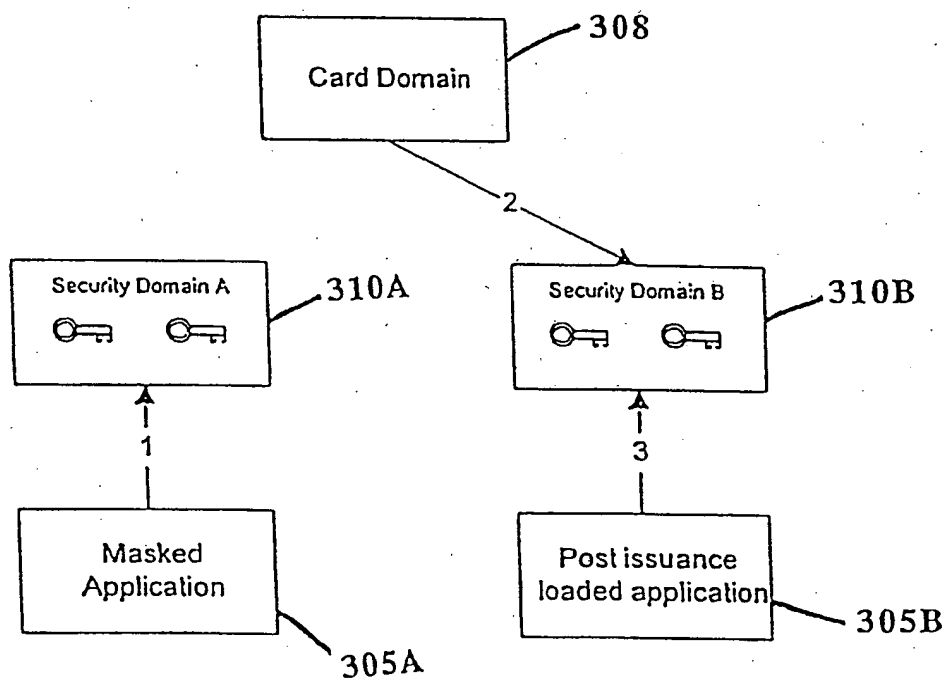 308
Card Domain
2
Security Domain A
310A
Security Domain B
310B
1
3
Masked
Application
305A
Post issuance
loaded application
305B